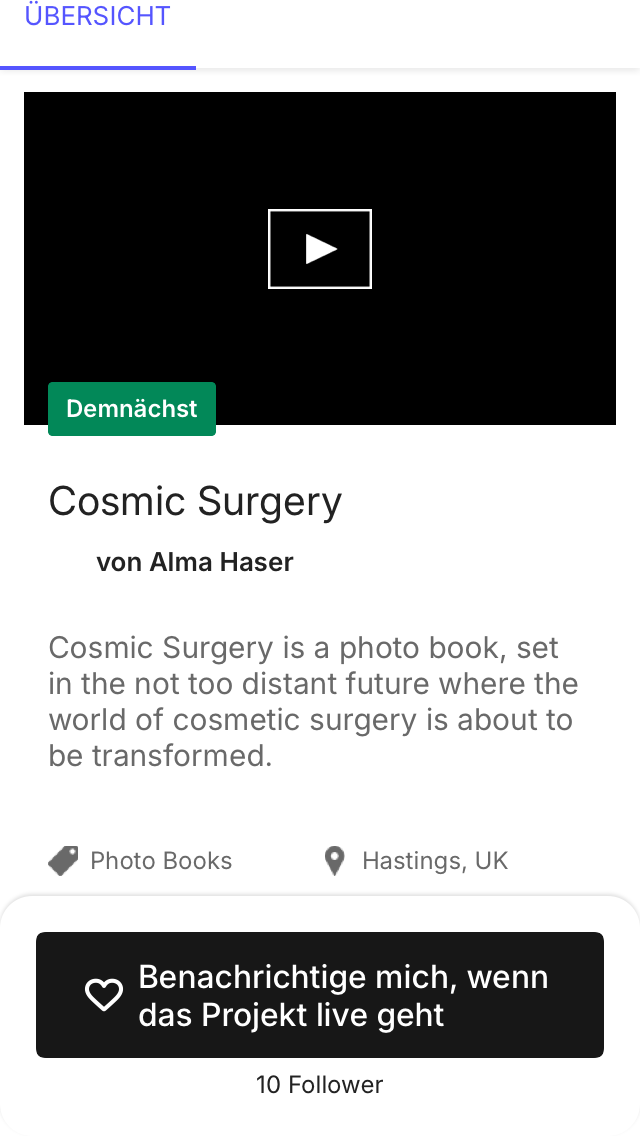 ÜBERSICHT
Demnächst
Cosmic Surgery
von Alma Haser
Cosmic Surgery is a photo book, set
in the not too distant future where the
world of cosmetic surgery is about to
be transformed.
Photo Books
Hastings, UK
Benachrichtige mich, wenn
das Projekt live geht
10 Follower